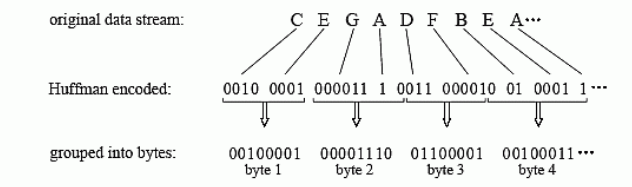 original data stream: C E G A D F B E A ···
Huffman encoded: 0010 0001 000011 1 0011 000010 01 0001 1 ···
grouped into bytes: 00100001 00001110 01100001 00100011 ···
byte 1 byte 2 byte 3 byte 4